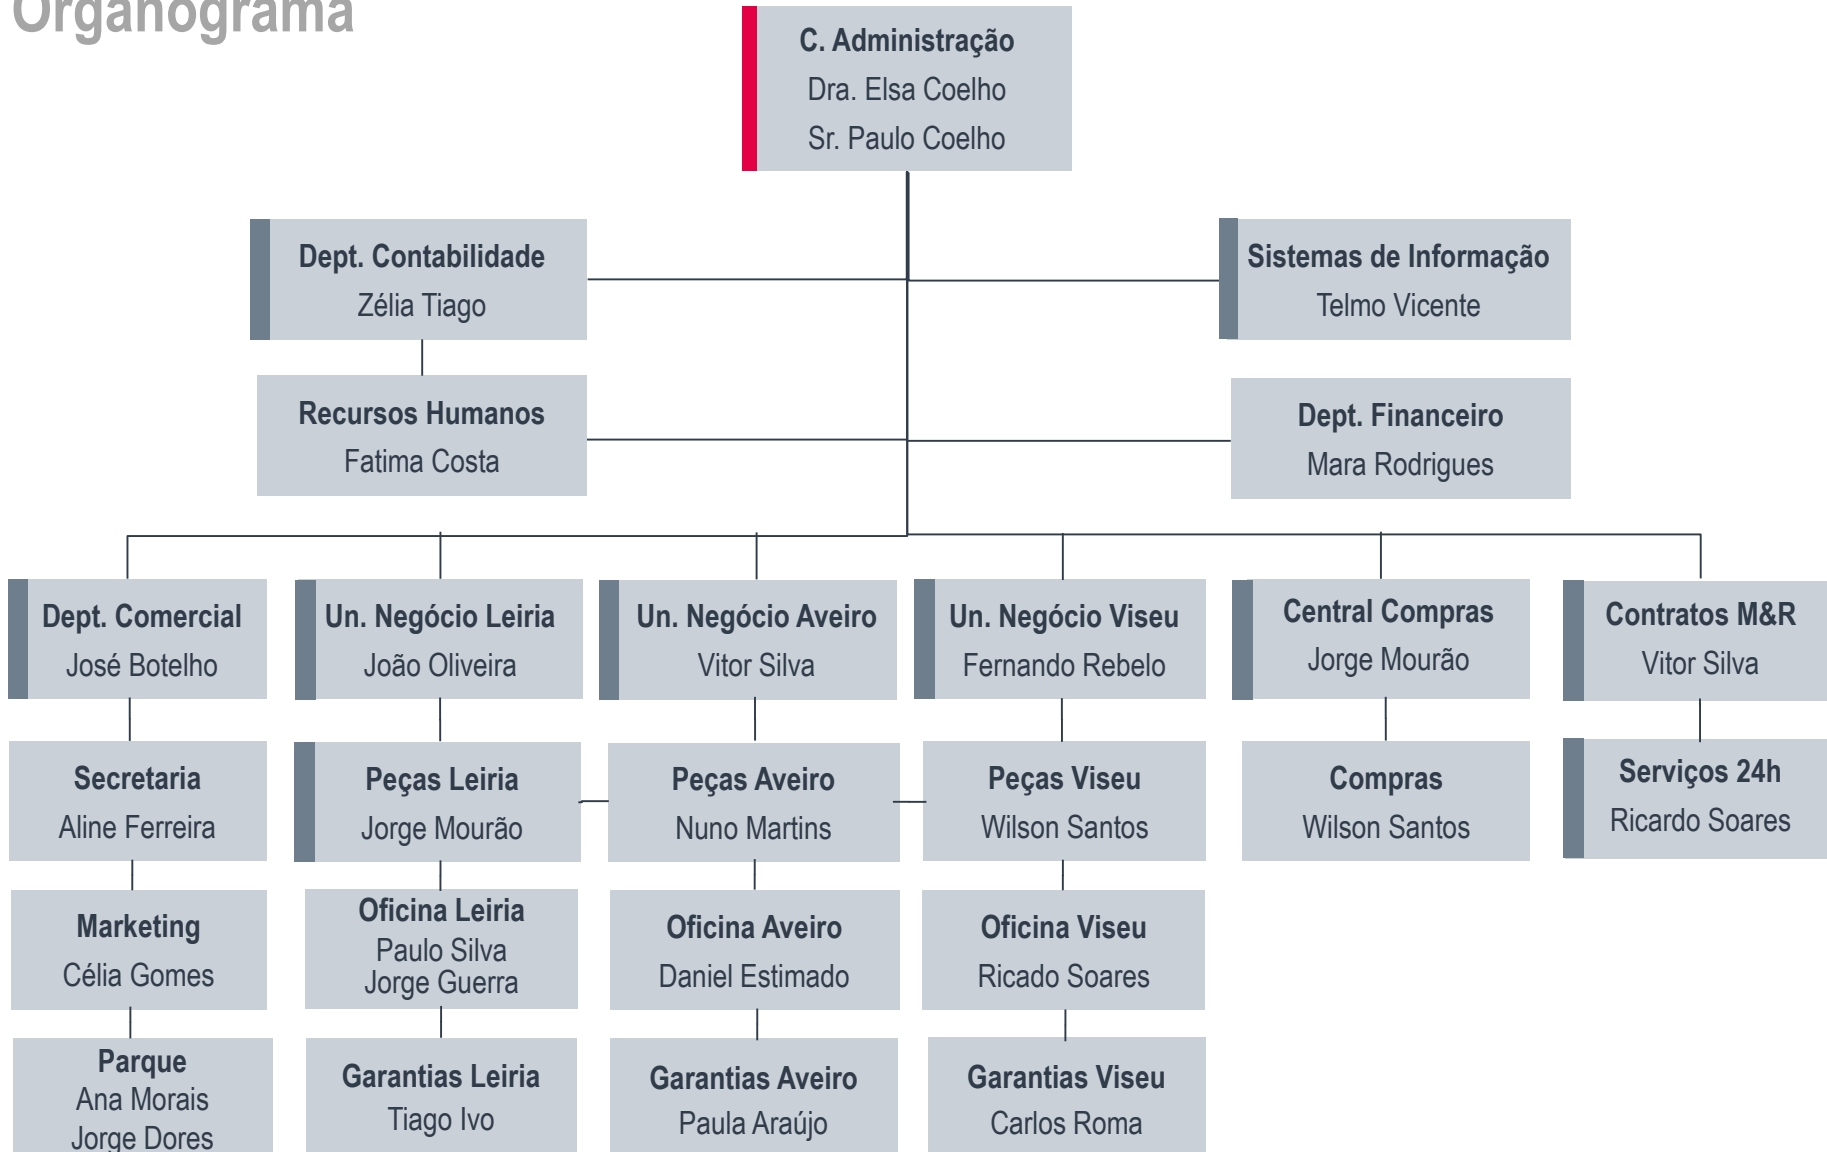 Organograma
C. Administração
Dra. Elsa Coelho
Sr. Paulo Coelho
Dept. Contabilidade
Zélia Tiago
Sistemas de Informação
Telmo Vicente
Recursos Humanos
Fatima Costa
Dept. Financeiro
Mara Rodrigues
Dept. Comercial
José Botelho
Un. Negócio Leiria
João Oliveira
Un. Negócio Aveiro
Vitor Silva
Un. Negócio Viseu
Fernando Rebelo
Central Compras
Jorge Mourão
Contratos M&R
Vitor Silva
Secretaria
Aline Ferreira
Peças Leiria
Jorge Mourão
Peças Aveiro
Nuno Martins
Peças Viseu
Wilson Santos
Compras
Wilson Santos
Serviços 24h
Ricardo Soares
Marketing
Célia Gomes
Oficina Leiria
Paulo Silva
Jorge Guerra
Oficina Aveiro
Daniel Estimado
Oficina Viseu
Ricado Soares
Parque
Ana Morais
Jorge Dores
Garantias Leiria
Tiago Ivo
Garantias Aveiro
Paula Araújo
Garantias Viseu
Carlos Roma